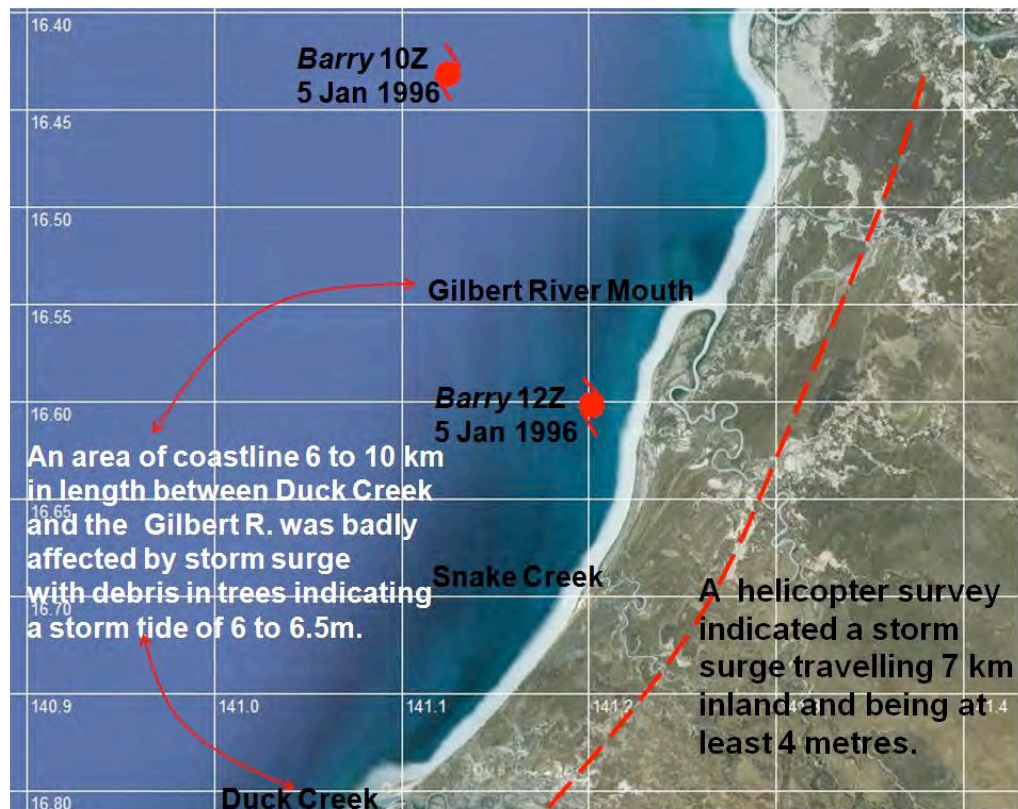 16.40
Barry 10Z
5 Jan 1996
16.45
16.50
Gilbert River Mouth
16.55
16.60
Barry 12Z
5 Jan 1996
An area of coastline 6 to 10 km
in length between Duck Creek
and the Gilbert R. was badly
affected by storm surge
with debris in trees indicating
a storm tide of 6 to 6.5m.
16.65
Snake Creek
16.70
A helicopter survey
indicated a storm
surge travelling 7 km
inland and being at
least 4 metres.
140.9
141.0
141.1
141.2
141.3
141.4
Duck Creek
16.80